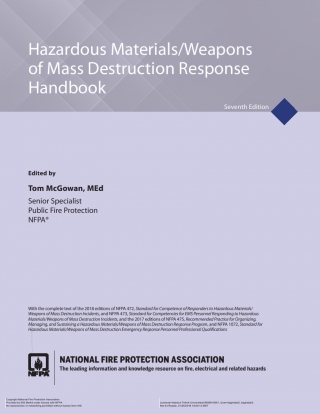 Hazardous Materials/Weapons
of Mass Destruction Response
Handbook
Seventh Edition
Edited by
Tom McGowan, MEd
Senior Specialist
Public Fire Protection
NFPA®
With the complete text of the 2018 editions of NFPA 472, Standard for Competence of Responders to Hazardous Materials/
Weapons of Mass Destruction Incidents, and NFPA 473, Standard for Competencies for EMS Personnel Responding to Hazardous
Materials/Weapons of Mass Destruction Incidents, and the 2017 editions of NFPA 475, Recommended Practice for Organizing,
Managing, and Sustaining a Hazardous Materials/Weapons of Mass Destruction Response Program, and NFPA 1072, Standard for
Hazardous Materials/Weapons of Mass Destruction Emergency Response Personnel Professional Qualifications
NFPA
NATIONAL FIRE PROTECTION ASSOCIATION
The leading information and knowledge resource on fire, electrical and related hazards
Copyright National Fire Protection Association